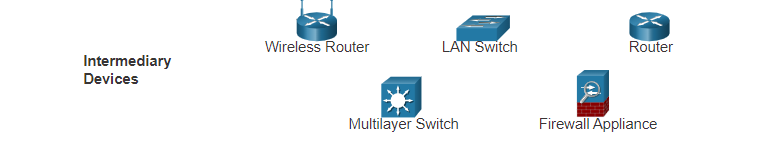 Wireless Router
LAN Switch
Router
Intermediary
Devices
Multilayer Switch
Firewall Appliance